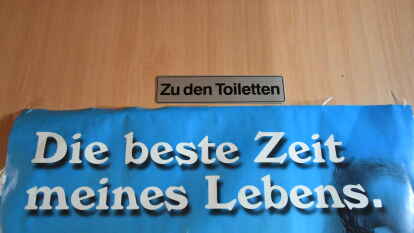 Zu den Toiletten
Die beste Zeit
meines Lebens.